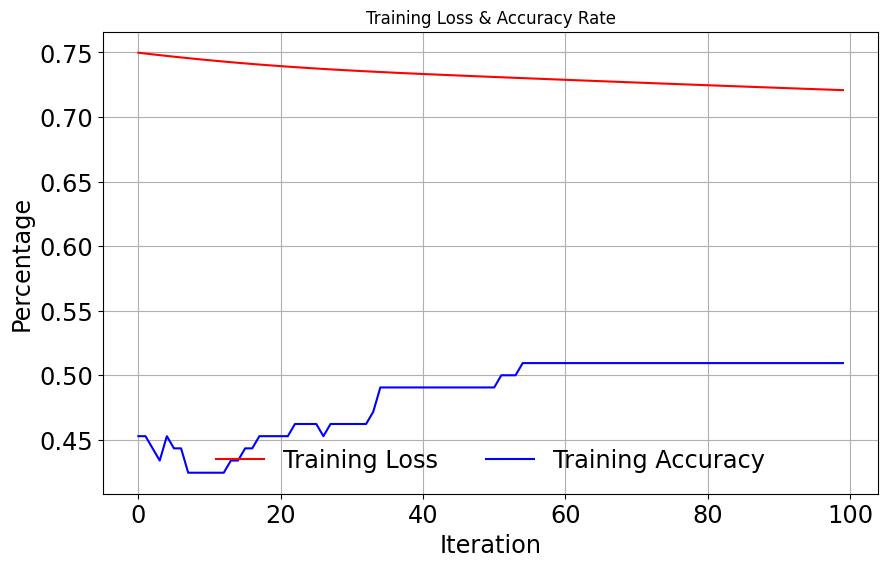 Training Loss & Accuracy Rate
0.75
0.70
0.65
0.60
0.55
0.50
0.45
Percentage
Training Loss
Training Accuracy
0
20
40
60
80
100
Iteration